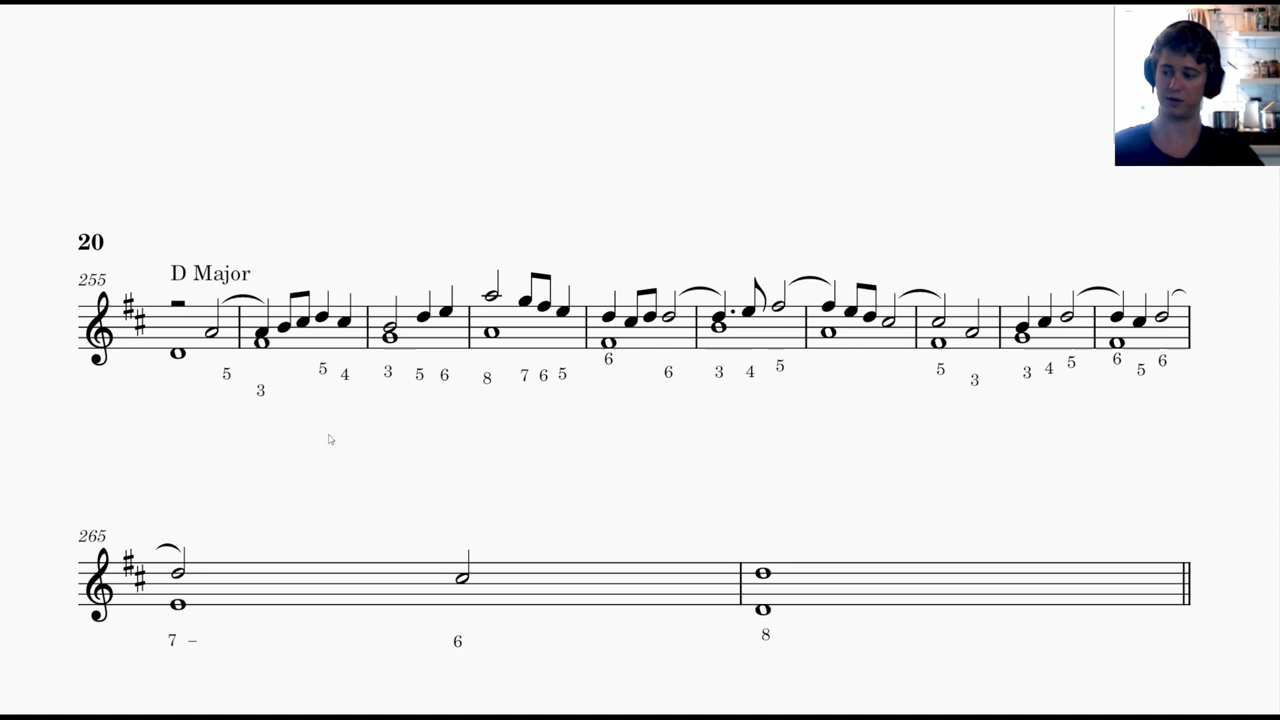 20
D Major
255
5 3 5 4 3 5 6 8 7 6 5 6 6 3 4 5 5 3 3 4 5 6 5 6
265
7 – 6 8